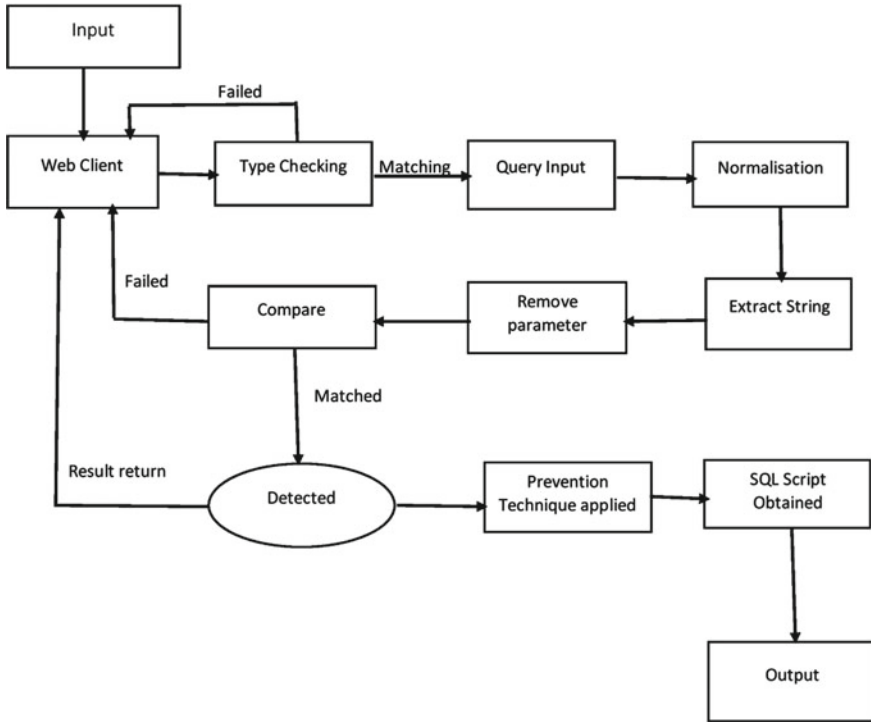 Input
Failed
Web Client
Type Checking
Matching
Query Input
Normalisation
Failed
Compare
Remove
parameter
Extract String
Matched
Result return
Detected
Prevention
Technique applied
SQL Script
Obtained
Output